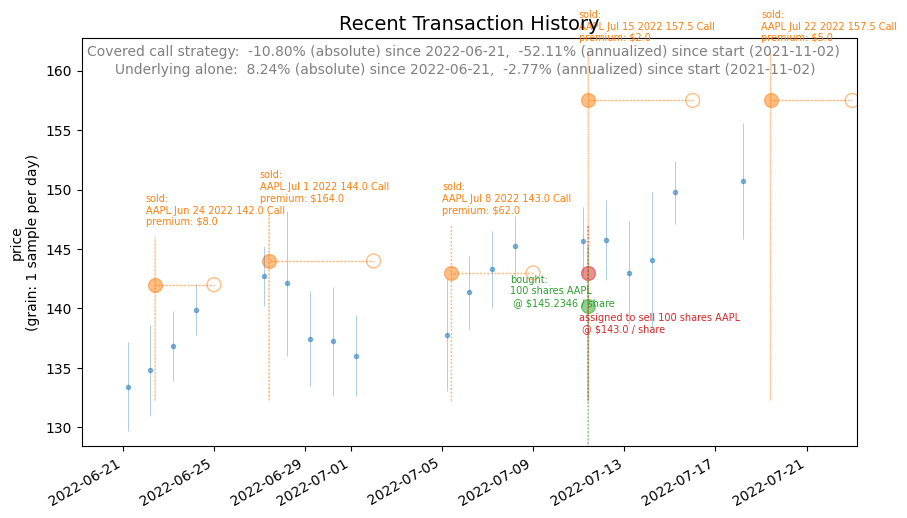 sold:
AAPL Jul 15 2022 157.5 Call
premium: $2.0
sold:
AAPL Jul 22 2022 157.5 Call
premium: $5.0
Recent Transaction History
Covered call strategy:  -10.80% (absolute) since 2022-06-21,  -52.11% (annualized) since start (2021-11-02)
Underlying alone:  8.24% (absolute) since 2022-06-21,  -2.77% (annualized) since start (2021-11-02)
price
(grain: 1 sample per day)
160
155
150
145
140
135
130
sold:
AAPL Jun 24 2022 142.0 Call
premium: $8.0
sold:
AAPL Jul 1 2022 144.0 Call
premium: $164.0
sold:
AAPL Jul 8 2022 143.0 Call
premium: $62.0
bought:
100 shares AAPL
@ $145.2346 / share
assigned to sell 100 shares AAPL
@ $143.0 / share
2022-06-21
2022-06-25
2022-06-29
2022-07-01
2022-07-05
2022-07-09
2022-07-13
2022-07-17
2022-07-21